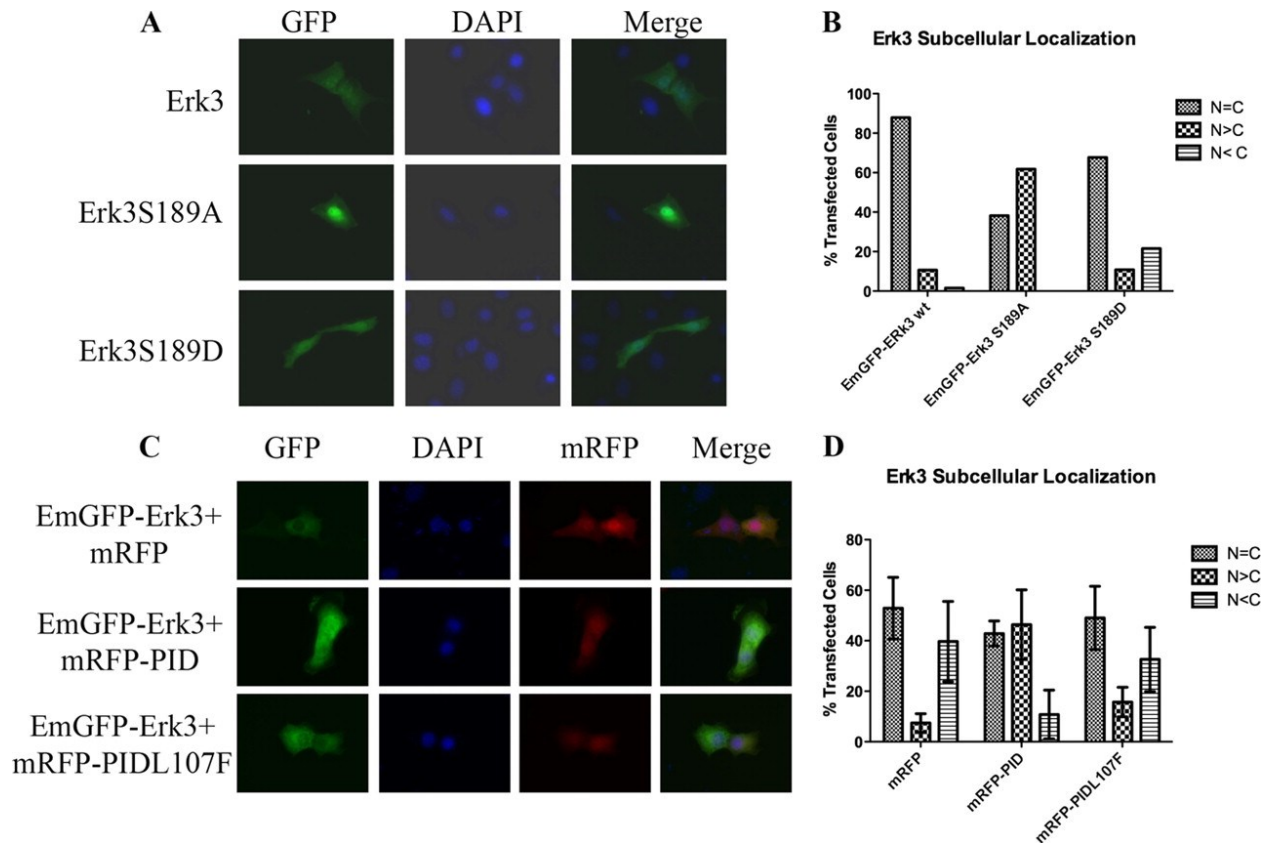 A
GFP
DAPI
Merge
Erk3
Erk3S189A
Erk3S189D
B
Erk3 Subcellular Localization
% Transfected Cells
100
80
60
40
20
0
EmGFP-ERk3 wt
EmGFP-Erk3 S189A
EmGFP-Erk3 S189D
N=C
N>C
N< C
C
GFP
DAPI
mRFP
Merge
EmGFP-Erk3+
mRFP
EmGFP-Erk3+
mRFP-PID
EmGFP-Erk3+
mRFP-PIDL107F
D
Erk3 Subcellular Localization
% Transfected Cells
80
60
40
20
0
mRFP
mRFP-PID
mRFP-PIDL107F
N=C
N>C
N<C